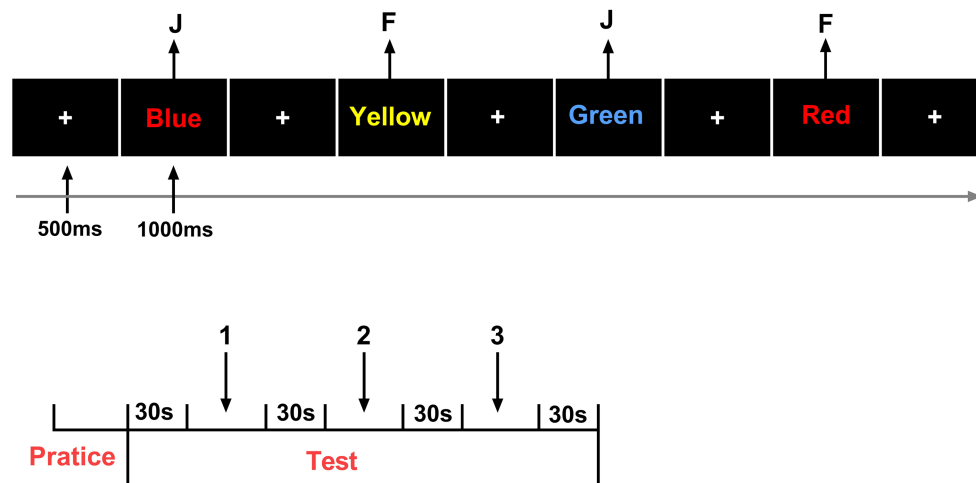 J F J F
+ Blue + Yellow + Green + Red +
500ms 1000ms
1 2 3
30s 30s 30s 30s
Pratice Test